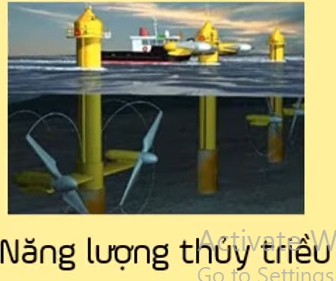 Năng lượng thủy triều
Activate W
Go to Settings